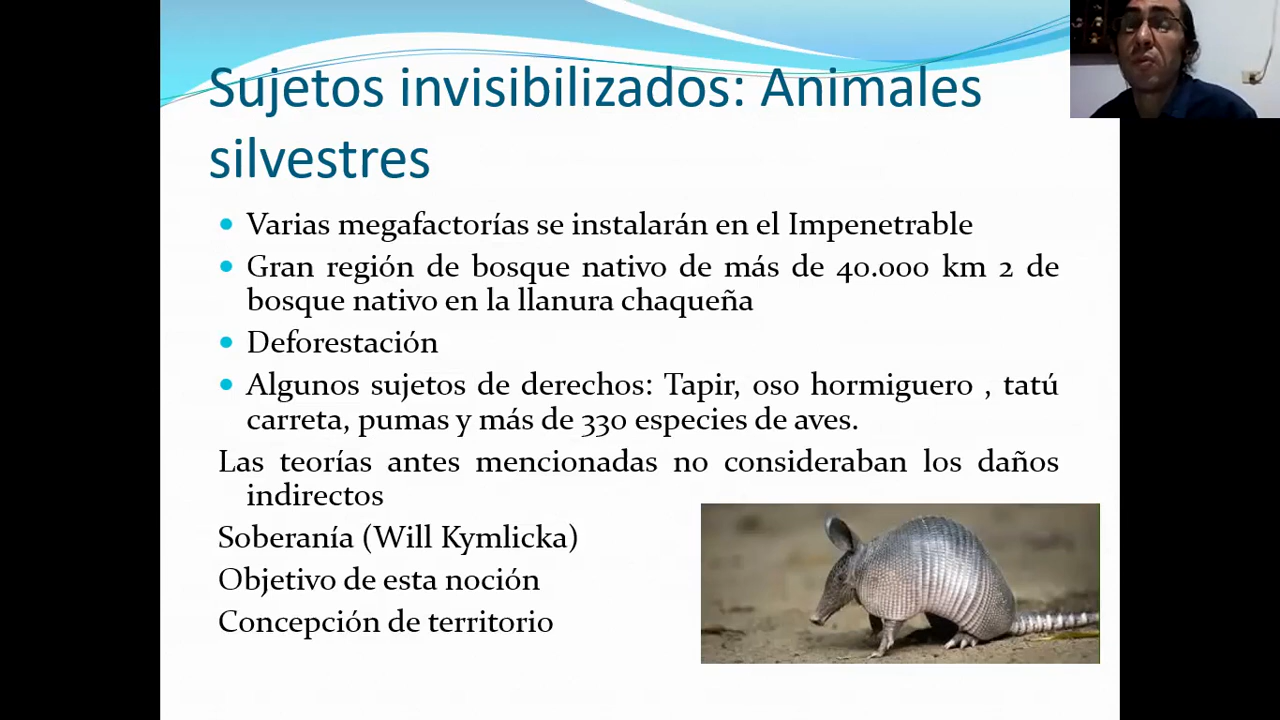 Sujetos invisibilizados: Animales
silvestres
• Varias megafactorías se instalarán en el Impenetrable
• Gran región de bosque nativo de más de 40.000 km 2 de
bosque nativo en la llanura chaqueña
• Deforestación
• Algunos sujetos de derechos: Tapir, oso hormiguero , tatú
carreta, pumas y más de 330 especies de aves.
Las teorías antes mencionadas no consideraban los daños
indirectos
Soberanía (Will Kymlicka)
Objetivo de esta noción
Concepción de territorio